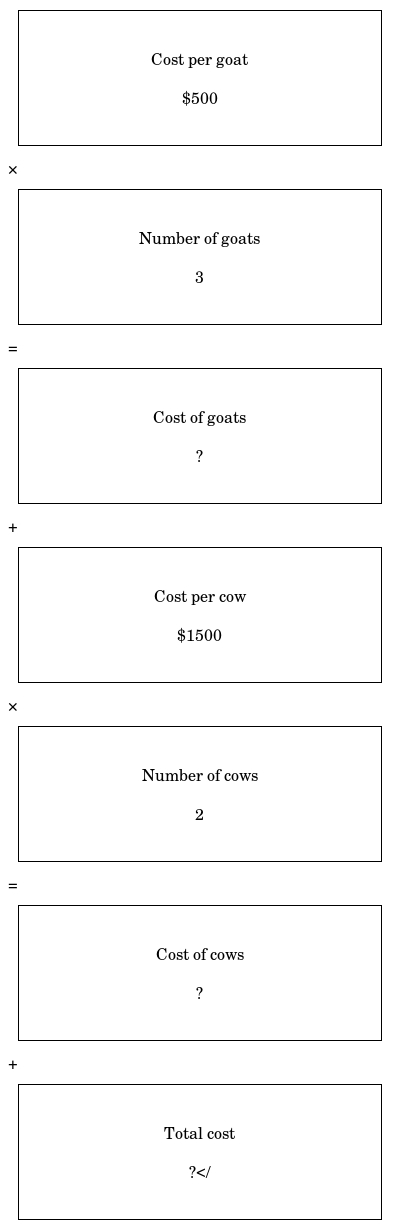 Cost per goat
$500
×
Number of goats
3
=
Cost of goats
?
+
Cost per cow
$1500
×
Number of cows
2
=
Cost of cows
?
+
Total cost
?</